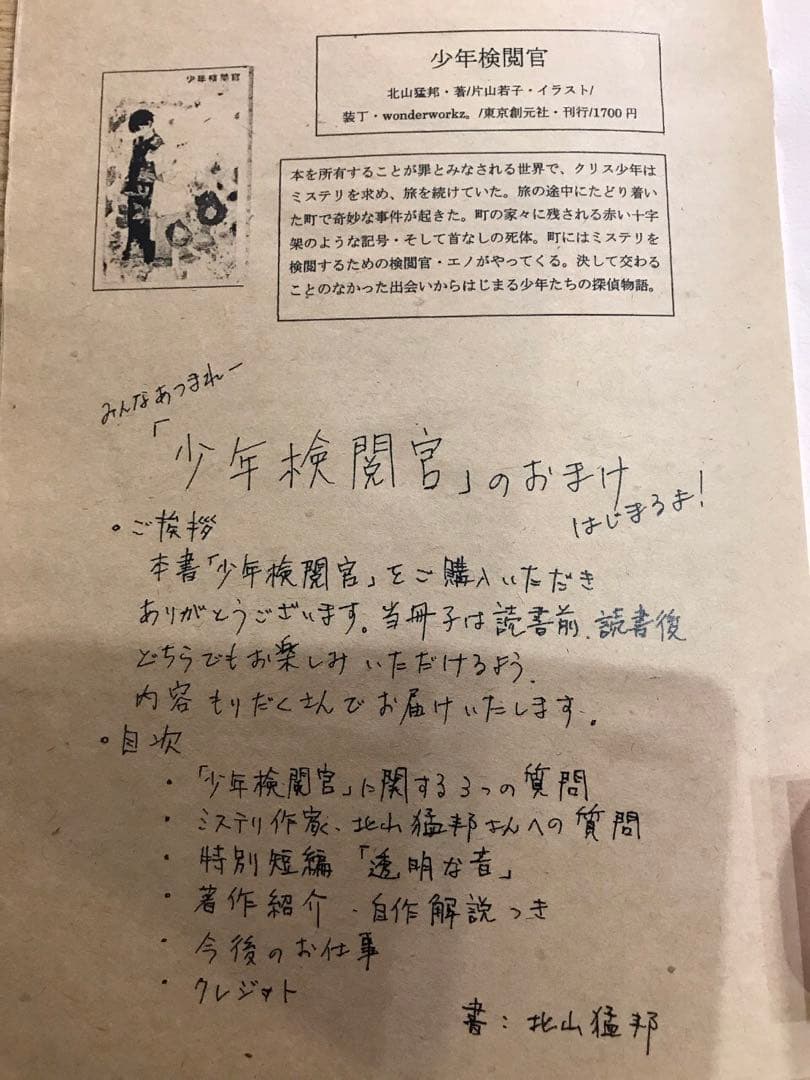 少年検閲官
少年検閲官
北山猛邦・著/片山若子・イラスト/
装丁・wonderworkz。/東京創元社・刊行/1700円
本を所有することが罪とみなされる世界で、クリス少年は
ミステリを求め、旅を続けていた。旅の途中にたどり着い
た町で奇妙な事件が起きた。町の家々に残される赤い十字
架のような記号・そして首なしの死体。町にはミステリを
検閲するための検閲官・エノがやってくる。決して交わる
ことのなかった出会いからはじまる少年たちの探偵物語。
みんなあつまれー
「少年検閲官」のおまけ
はじまるよ!
・ご挨拶
本書「少年検閲官」をご購入いただき
ありがとうございます。当冊子は読書前、読書後
どちらでもお楽しみいただけるよう、
内容もりだくさんでお届けいたします。
・目次
・「少年検閲官」に関する3つの質問
・ミステリ作家、北山猛邦さんへの質問
・特別短編「透明な音」
・著作紹介・自作解説つき
・今後のお仕事
・クレジット
書:北山猛邦